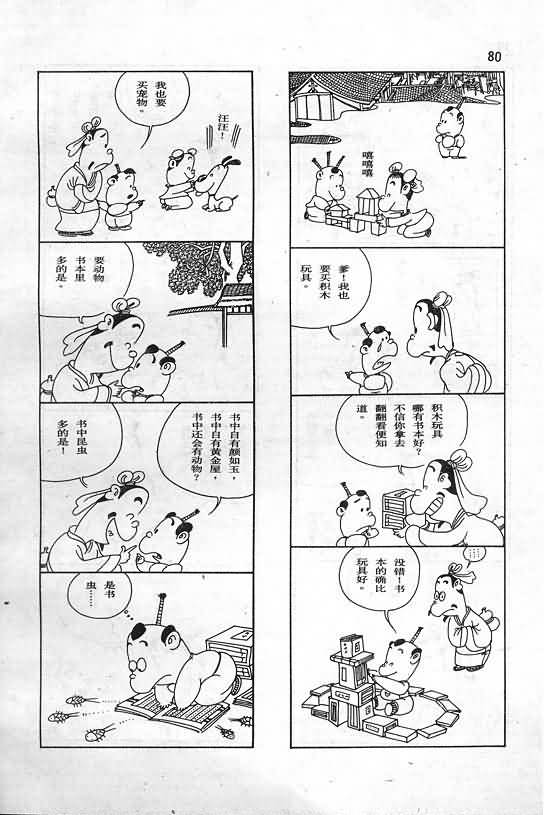 80
嘻嘻嘻
爹！我也
要买积木
玩具。
积木玩具
哪有书本好？
不信你拿去
翻翻看便知
道。
没错！书
本的确比
玩具好。
……
汪汪！
我也要
买宠物。
要动物
书本里
多的是。
书中自有颜如玉，
书中自有黄金屋，
书中还会有动物？
书中昆虫
多的是！
是书
虫……